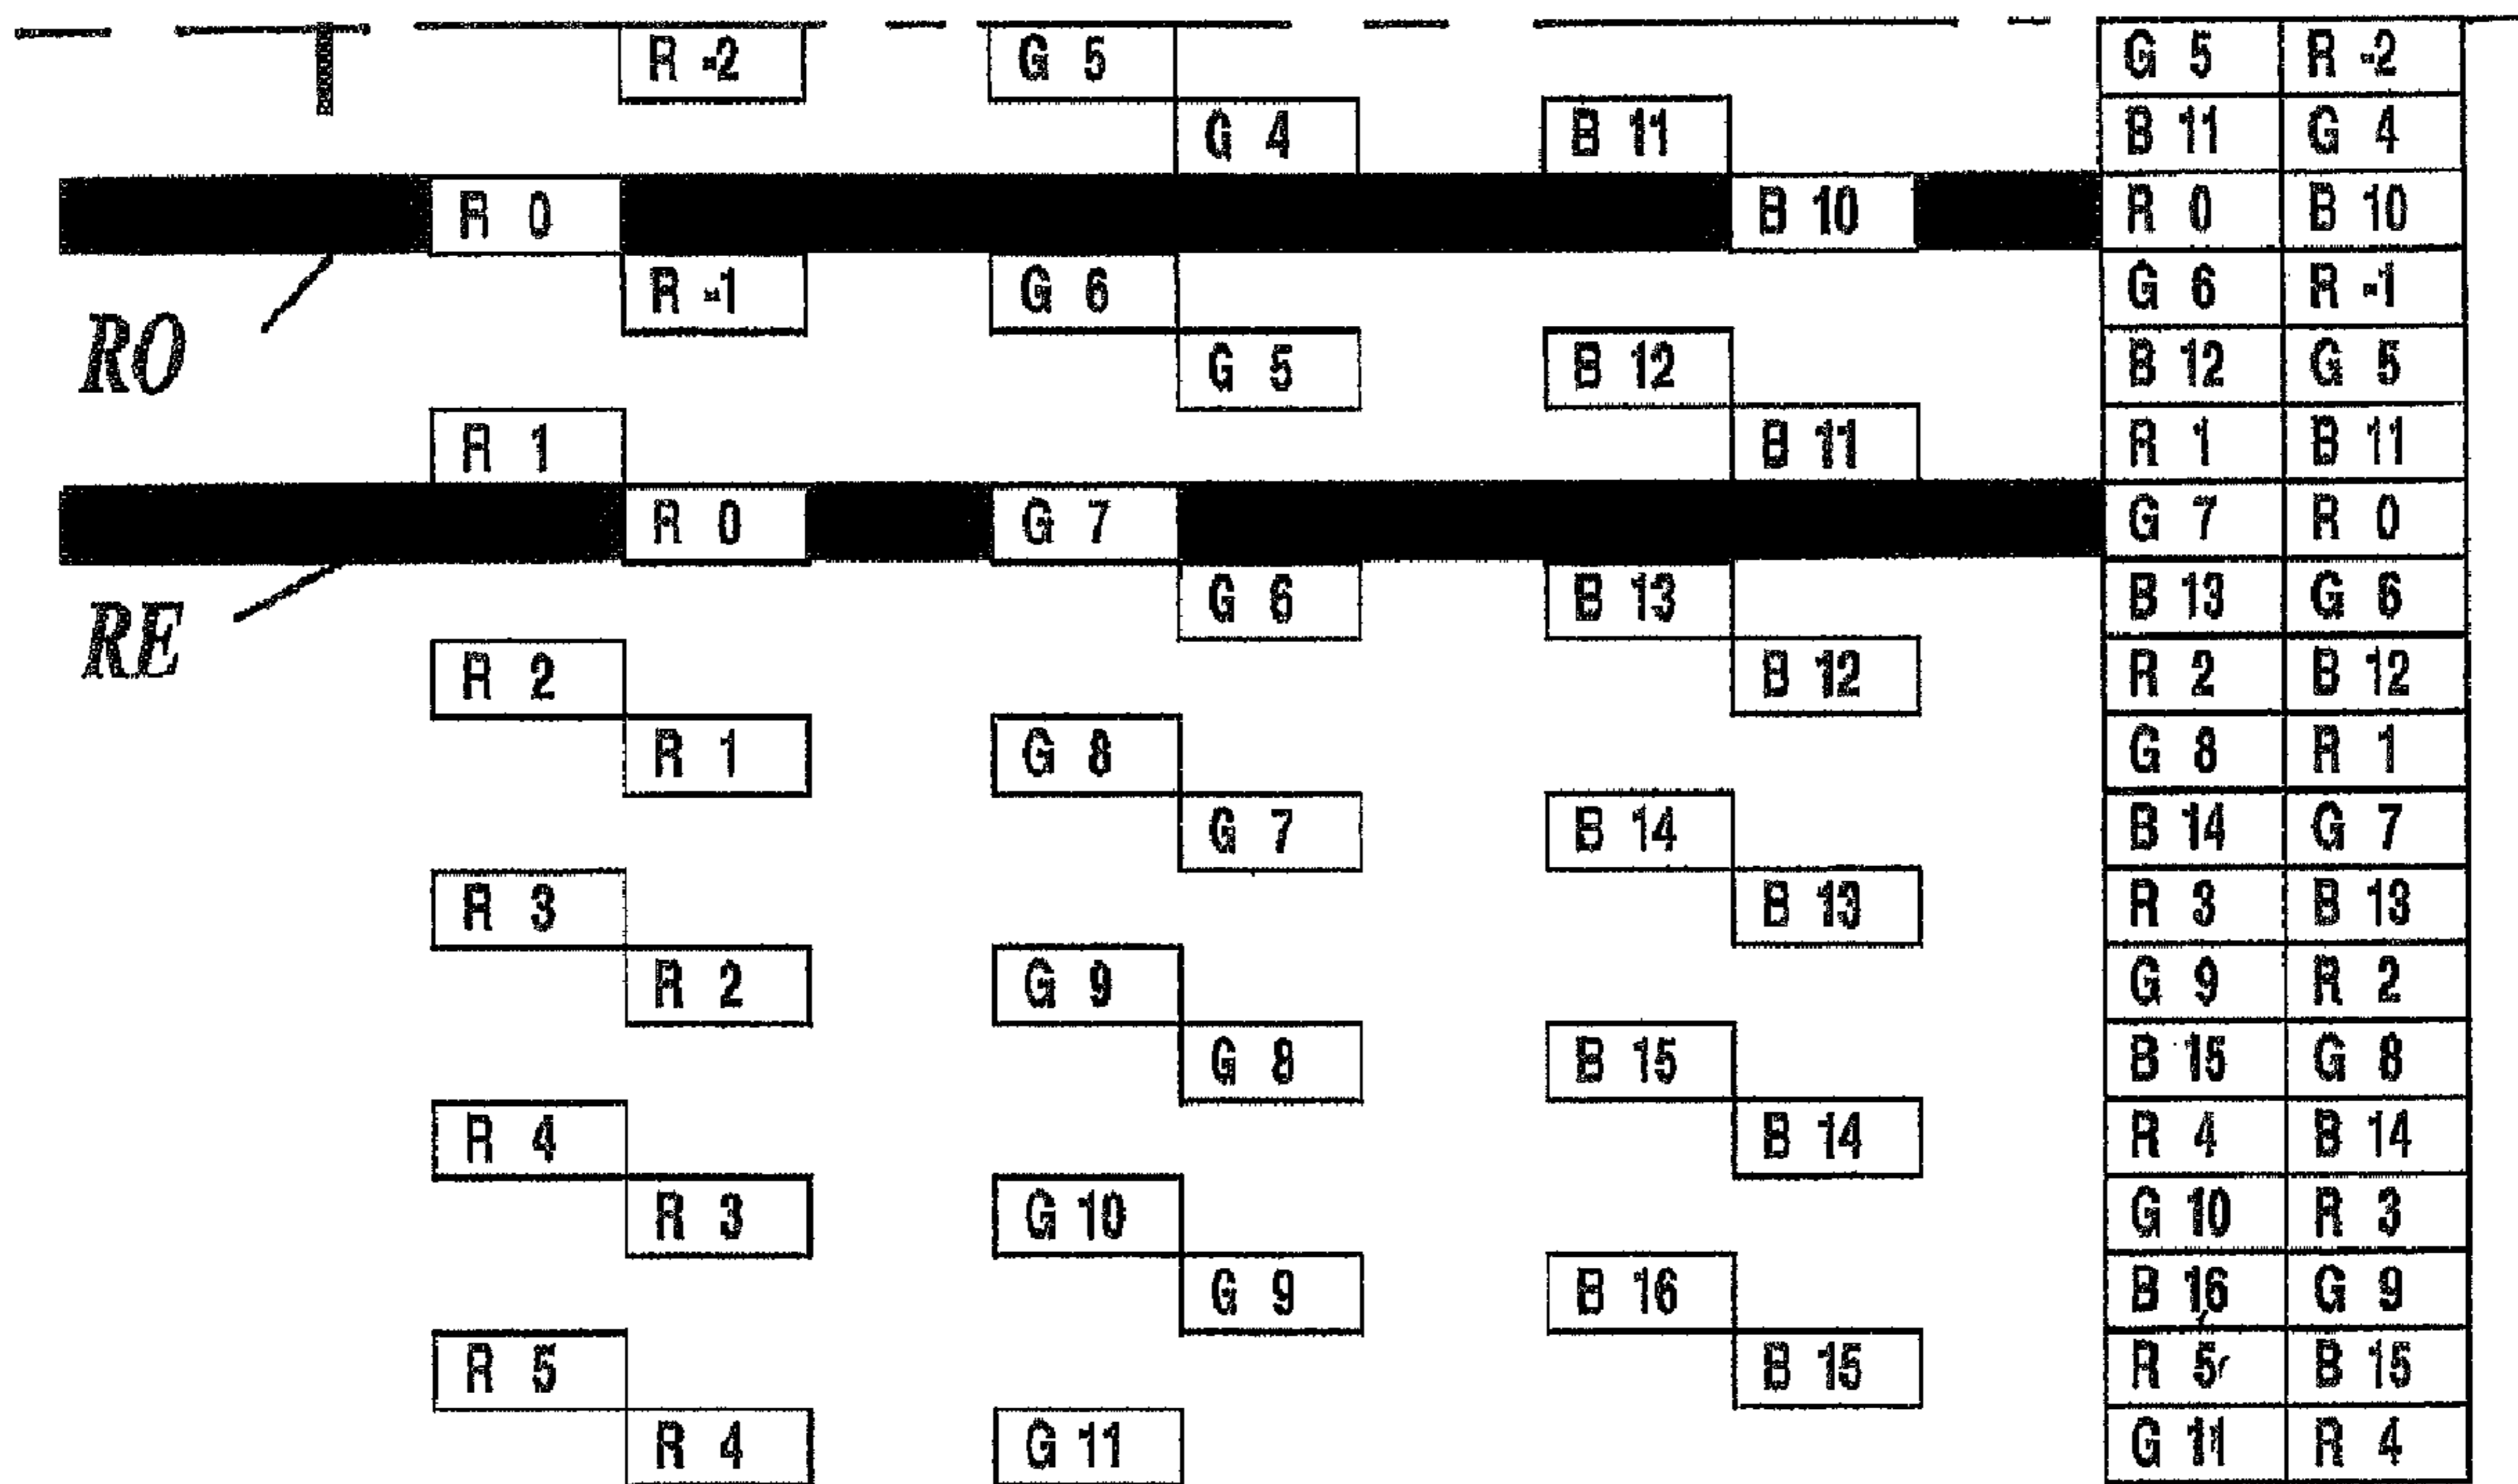 R -2 G 5 G 5 R -2
G 4 B 11 B 11 G 4
R 0 B 10 R 0 B 10
R -1 G 6 G 6 R -1
RO
G 5 B 12 B 12 G 5
R 1 B 11 R 1 B 11
R 0 G 7 G 7 R 0
G 6 B 13 B 13 G 6
RE
R 2 B 12 R 2 B 12
R 1 G 8 G 8 R 1
G 7 B 14 B 14 G 7
R 3 B 13 R 3 B 13
R 2 G 9 G 9 R 2
G 8 B 15 B 15 G 8
R 4 B 14 R 4 B 14
R 3 G 10 G 10 R 3
G 9 B 16 B 16 G 9
R 5 B 15 R 5 B 15
R 4 G 11 G 11 R 4